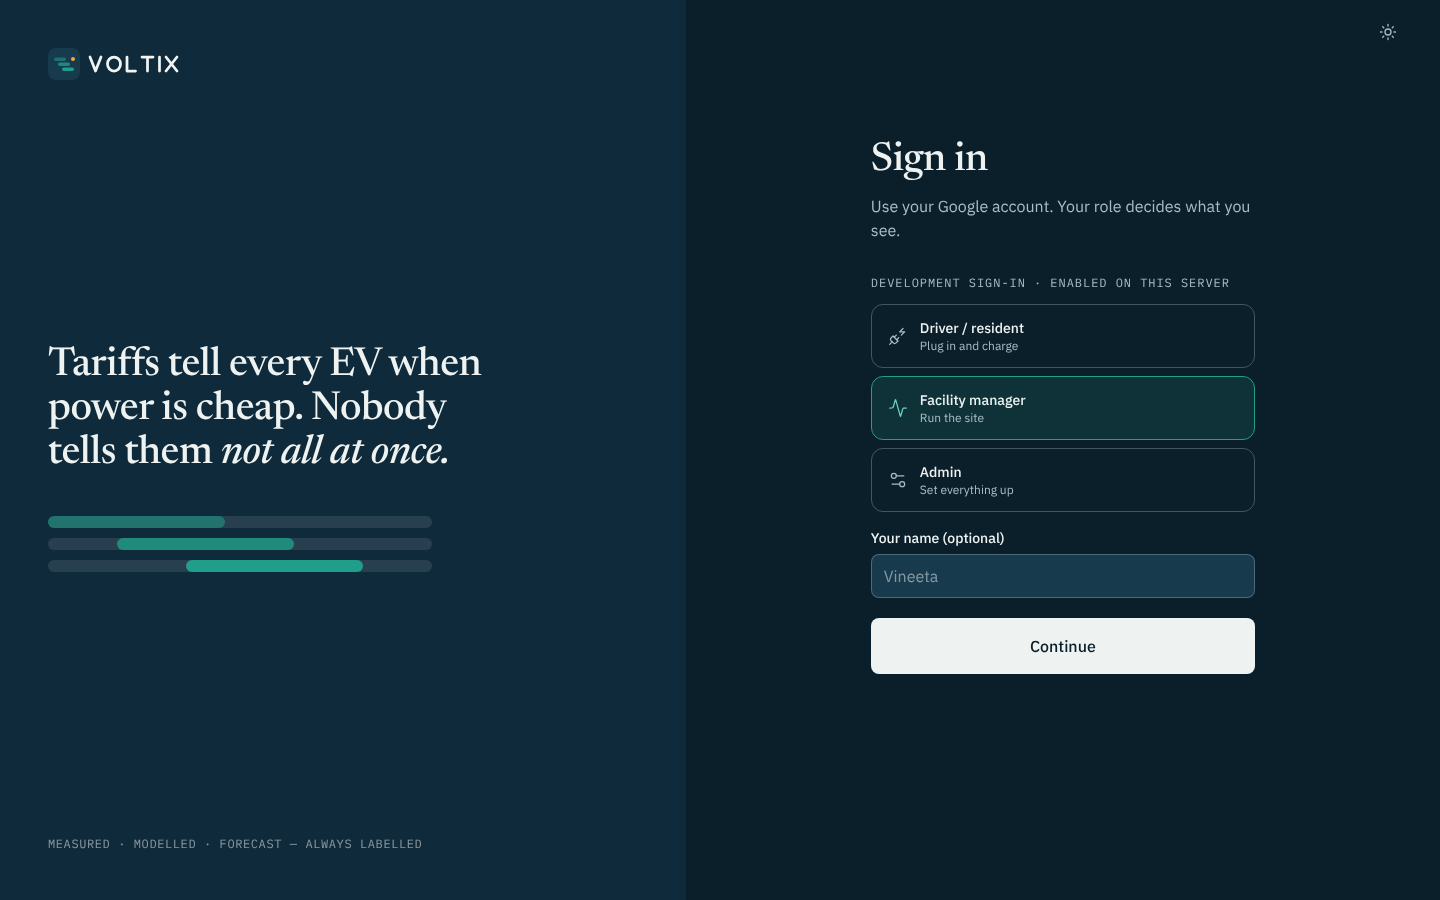 VOLTIX
Tariffs tell every EV when
power is cheap. Nobody
tells them not all at once.
MEASURED · MODELLED · FORECAST — ALWAYS LABELLED
Sign in
Use your Google account. Your role decides what you
see.
DEVELOPMENT SIGN-IN · ENABLED ON THIS SERVER
Driver / resident
Plug in and charge
Facility manager
Run the site
Admin
Set everything up
Your name (optional)
Vineeta
Continue